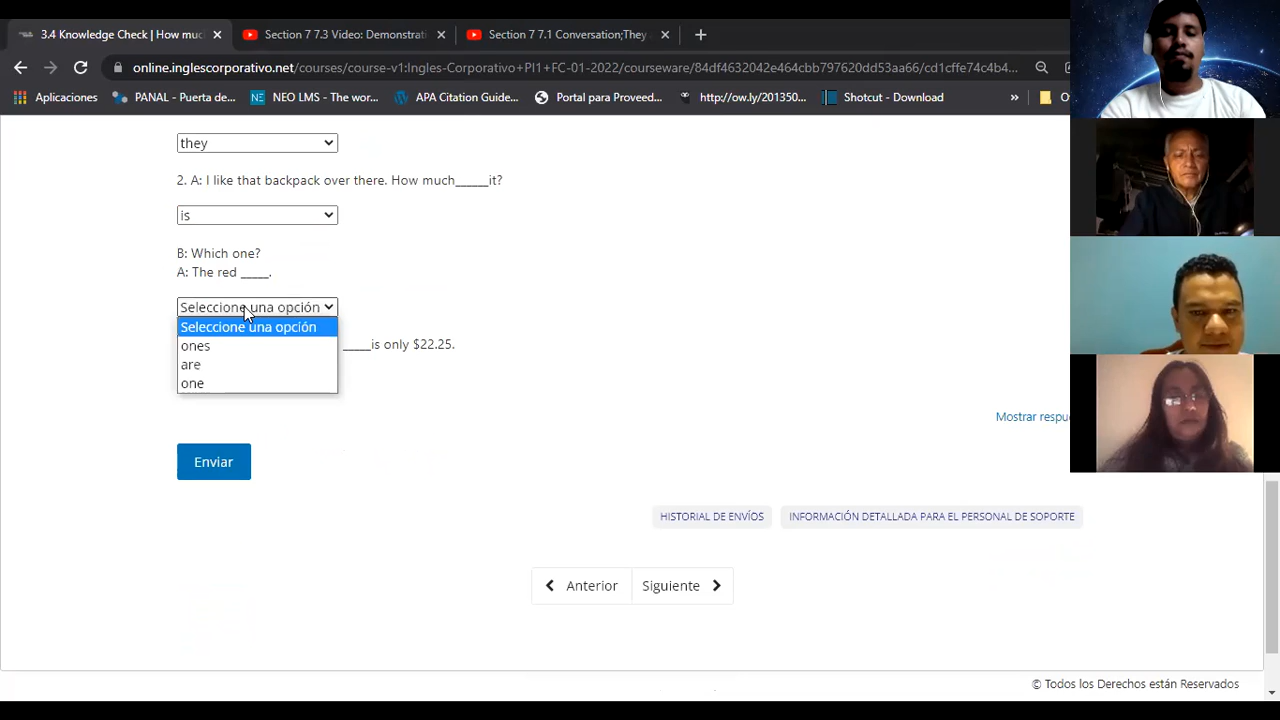 3.4 Knowledge Check | How muc
Section 7 7.3 Video: Demonstrati
Section 7 7.1 Conversation;They
online.inglescorporativo.net/courses/course-v1:Ingles-Corporativo+PI1+FC-01-2022/courseware/84df4632042e464cbb797620dd53aa66/cd1cffe74c4b4...
Aplicaciones
PANAL - Puerta de...
NEO LMS - The wor...
APA Citation Guide...
Portal para Proveed...
http://ow.ly/201350...
Shotcut - Download
»
they
2. A: I like that backpack over there. How much______it?
is
B: Which one?
A: The red _____.
Seleccione una opción
Seleccione una opción
ones
are
one
_____is only $22.25.
Mostrar respu
Enviar
HISTORIAL DE ENVÍOS
INFORMACIÓN DETALLADA PARA EL PERSONAL DE SOPORTE
Anterior
Siguiente
© Todos los Derechos están Reservados